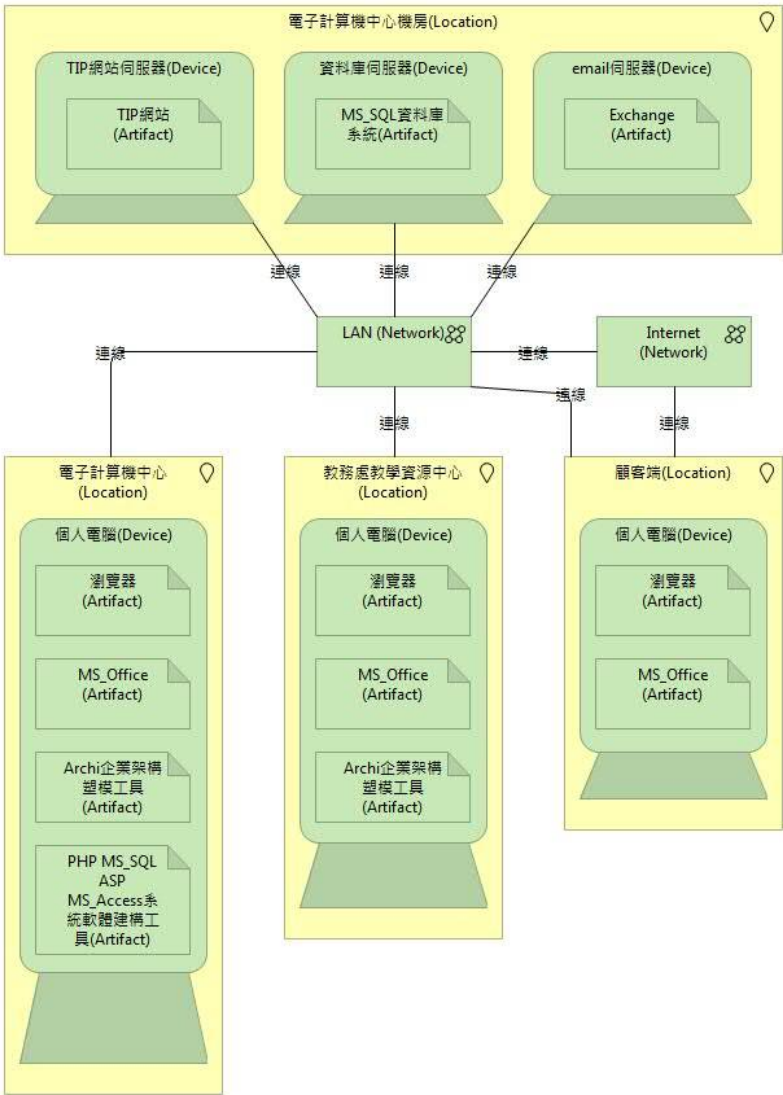 電子計算機中心機房(Location)
TIP網站伺服器(Device)
資料庫伺服器(Device)
email伺服器(Device)
TIP網站
(Artifact)
MS_SQL資料庫
系統(Artifact)
Exchange
(Artifact)
連線
連線
連線
LAN (Network)
Internet
(Network)
連線
連線
連線
連線
連線
電子計算機中心
(Location)
教務處教學資源中心
(Location)
顧客端(Location)
個人電腦(Device)
個人電腦(Device)
個人電腦(Device)
瀏覽器
(Artifact)
瀏覽器
(Artifact)
瀏覽器
(Artifact)
MS_Office
(Artifact)
MS_Office
(Artifact)
MS_Office
(Artifact)
Archi企業架構
塑模工具
(Artifact)
Archi企業架構
塑模工具
(Artifact)
PHP MS_SQL
ASP
MS_Access系
統軟體建構工
具(Artifact)